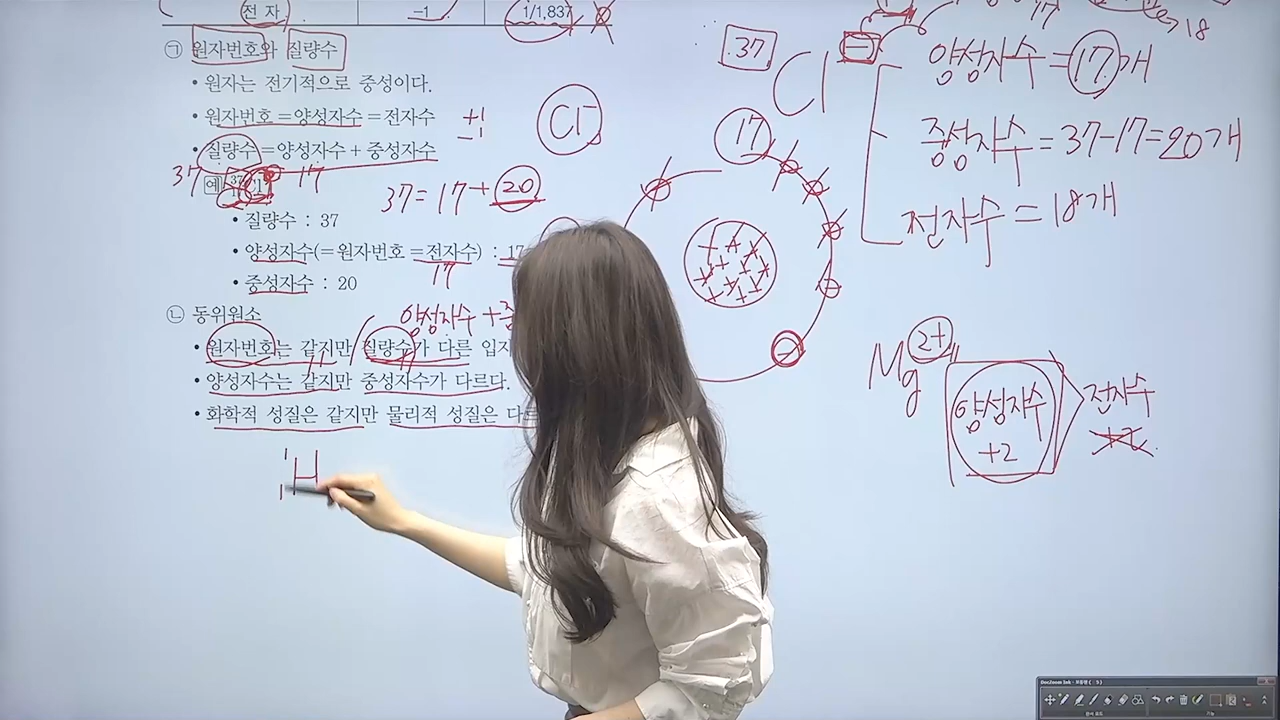 전 자 −1 1/1,837
㉠ 원자번호와 질량수
• 원자는 전기적으로 중성이다.
• 원자번호 = 양성자수 = 전자수
+1
−1
• 질량수 = 양성자수 + 중성자수
37 17
예
37 = 17 + 20
• 질량수 : 37
• 양성자수(=원자번호 = 전자수) : 17
17
• 중성자수 : 20
㉡ 동위원소
양성자수 +
• 원자번호는 같지만 질량수가 다른
• 양성자수는 같지만 중성자수가 다르다.
• 화학적 성질은 같지만 물리적 성질은
1
H
1
Cl−
37
Cl −
17
17
18
양성자수 = 17개
중성자수 = 37−17 = 20개
전자수 = 18개
Mg 2+
양성자수
+2
전자수
+2